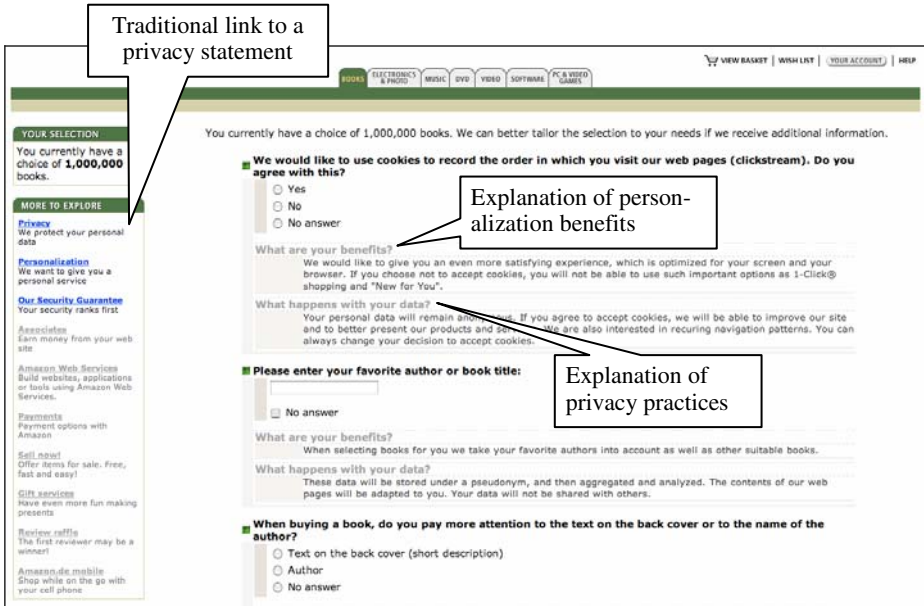 Traditional link to a
privacy statement
VIEW BASKET | WISH LIST | YOUR ACCOUNT | HELP
BOOKS ELECTRONICS & PHOTO MUSIC DVD VIDEO SOFTWARE PC & VIDEO GAMES
YOUR SELECTION
You currently have a
choice of 1,000,000
books.
MORE TO EXPLORE
Privacy
We protect your personal
data
Personalization
We want to give you a
personal service
Our Security Guarantee
Your security ranks first
Associates
Earn money from your web
site
Amazon Web Services
Build websites, applications
or tools using Amazon Web
Services.
Payments
Payment options with
Amazon
Sell now!
Offer items for sale. Free,
fast and easy!
Gift services
Have even more fun making
presents
Review raffle
The first reviewer may be a
winner!
Amazon.de mobile
Shop while on the go with
your cell phone
You currently have a choice of 1,000,000 books. We can better tailor the selection to your needs if we receive additional information.
We would like to use cookies to record the order in which you visit our web pages (clickstream). Do you
agree with this?
Yes
No
No answer
Explanation of person-
alization benefits
What are your benefits?
We would like to give you an even more satisfying experience, which is optimized for your screen and your
browser. If you choose not to accept cookies, you will not be able to use such important options as 1-Click®
shopping and "New for You".
What happens with your data?
Your personal data will remain anonymous. If you agree to accept cookies, we will be able to improve our site
and to better present our products and We are also interested in recuring navigation patterns. You can
always change your decision to accept cookies.
Explanation of
privacy practices
Please enter your favorite author or book title:
No answer
What are your benefits?
When selecting books for you we take your favorite authors into account as well as other suitable books.
What happens with your data?
These data will be stored under a pseudonym, and then aggregated and analyzed. The contents of our web
pages will be adapted to you. Your data will not be shared with others.
When buying a book, do you pay more attention to the text on the back cover or to the name of the
author?
Text on the back cover (short description)
Author
No answer